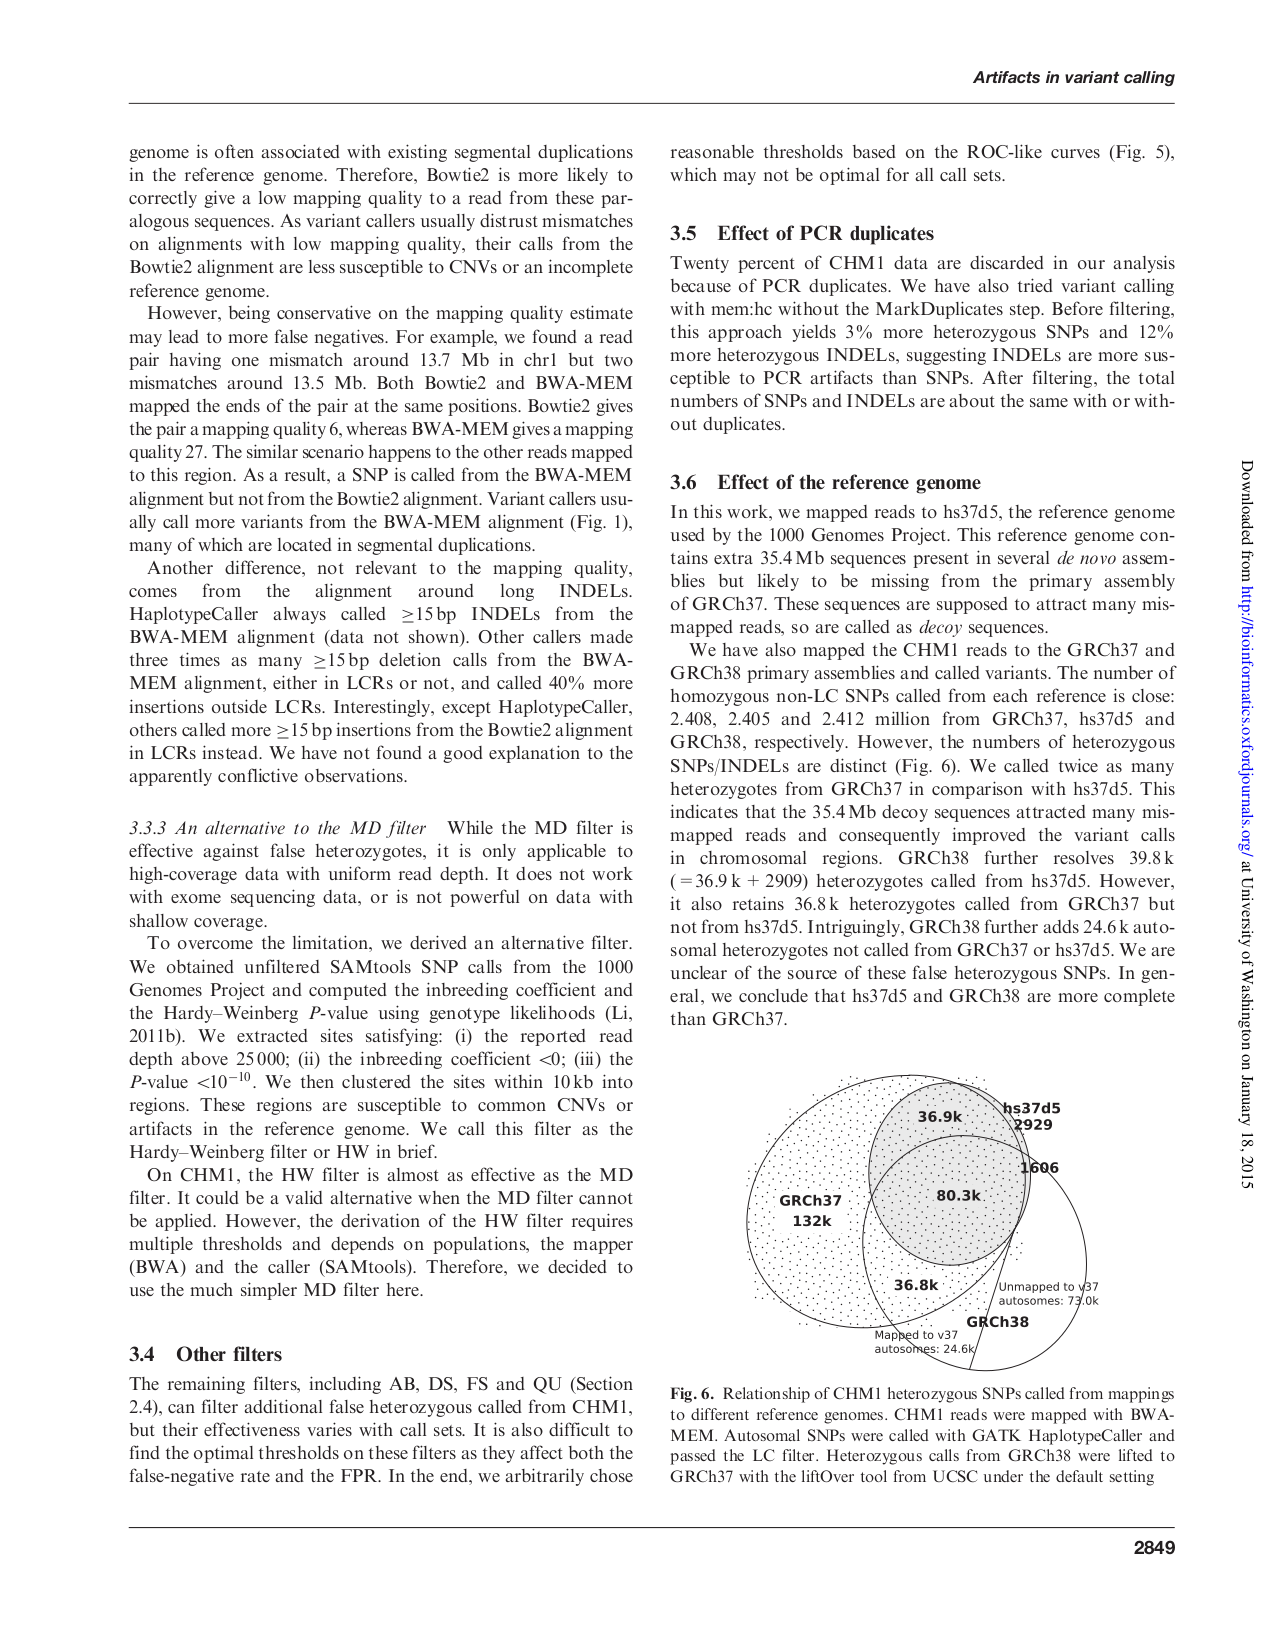 Artifacts in variant calling
genome is often associated with existing segmental duplications
in the reference genome. Therefore, Bowtie2 is more likely to
correctly give a low mapping quality to a read from these par-
alogous sequences. As variant callers usually distrust mismatches
on alignments with low mapping quality, their calls from the
Bowtie2 alignment are less susceptible to CNVs or an incomplete
reference genome.
However, being conservative on the mapping quality estimate
may lead to more false negatives. For example, we found a read
pair having one mismatch around 13.7 Mb in chr1 but two
mismatches around 13.5 Mb. Both Bowtie2 and BWA-MEM
mapped the ends of the pair at the same positions. Bowtie2 gives
the pair a mapping quality 6, whereas BWA-MEM gives a mapping
quality 27. The similar scenario happens to the other reads mapped
to this region. As a result, a SNP is called from the BWA-MEM
alignment but not from the Bowtie2 alignment. Variant callers usu-
ally call more variants from the BWA-MEM alignment (Fig. 1),
many of which are located in segmental duplications.
Another difference, not relevant to the mapping quality,
comes from the alignment around long INDELs.
HaplotypeCaller always called ≥15 bp INDELs from the
BWA-MEM alignment (data not shown). Other callers made
three times as many ≥15 bp deletion calls from the BWA-
MEM alignment, either in LCRs or not, and called 40% more
insertions outside LCRs. Interestingly, except HaplotypeCaller,
others called more ≥15 bp insertions from the Bowtie2 alignment
in LCRs instead. We have not found a good explanation to the
apparently conflictive observations.
3.3.3 An alternative to the MD filter While the MD filter is
effective against false heterozygotes, it is only applicable to
high-coverage data with uniform read depth. It does not work
with exome sequencing data, or is not powerful on data with
shallow coverage.
To overcome the limitation, we derived an alternative filter.
We obtained unfiltered SAMtools SNP calls from the 1000
Genomes Project and computed the inbreeding coefficient and
the Hardy–Weinberg P-value using genotype likelihoods (Li,
2011b). We extracted sites satisfying: (i) the reported read
depth above 25 000; (ii) the inbreeding coefficient <0; (iii) the
P-value <10−10. We then clustered the sites within 10 kb into
regions. These regions are susceptible to common CNVs or
artifacts in the reference genome. We call this filter as the
Hardy–Weinberg filter or HW in brief.
On CHM1, the HW filter is almost as effective as the MD
filter. It could be a valid alternative when the MD filter cannot
be applied. However, the derivation of the HW filter requires
multiple thresholds and depends on populations, the mapper
(BWA) and the caller (SAMtools). Therefore, we decided to
use the much simpler MD filter here.
3.4 Other filters
The remaining filters, including AB, DS, FS and QU (Section
2.4), can filter additional false heterozygous called from CHM1,
but their effectiveness varies with call sets. It is also difficult to
find the optimal thresholds on these filters as they affect both the
false-negative rate and the FPR. In the end, we arbitrarily chose
reasonable thresholds based on the ROC-like curves (Fig. 5),
which may not be optimal for all call sets.
3.5 Effect of PCR duplicates
Twenty percent of CHM1 data are discarded in our analysis
because of PCR duplicates. We have also tried variant calling
with mem:hc without the MarkDuplicates step. Before filtering,
this approach yields 3% more heterozygous SNPs and 12%
more heterozygous INDELs, suggesting INDELs are more sus-
ceptible to PCR artifacts than SNPs. After filtering, the total
numbers of SNPs and INDELs are about the same with or with-
out duplicates.
3.6 Effect of the reference genome
In this work, we mapped reads to hs37d5, the reference genome
used by the 1000 Genomes Project. This reference genome con-
tains extra 35.4 Mb sequences present in several de novo assem-
blies but likely to be missing from the primary assembly
of GRCh37. These sequences are supposed to attract many mis-
mapped reads, so are called as decoy sequences.
We have also mapped the CHM1 reads to the GRCh37 and
GRCh38 primary assemblies and called variants. The number of
homozygous non-LC SNPs called from each reference is close:
2.408, 2.405 and 2.412 million from GRCh37, hs37d5 and
GRCh38, respectively. However, the numbers of heterozygous
SNPs/INDELs are distinct (Fig. 6). We called twice as many
heterozygotes from GRCh37 in comparison with hs37d5. This
indicates that the 35.4 Mb decoy sequences attracted many mis-
mapped reads and consequently improved the variant calls
in chromosomal regions. GRCh38 further resolves 39.8 k
(=36.9 k + 2909) heterozygotes called from hs37d5. However,
it also retains 36.8 k heterozygotes called from GRCh37 but
not from hs37d5. Intriguingly, GRCh38 further adds 24.6 k auto-
somal heterozygotes not called from GRCh37 or hs37d5. We are
unclear of the source of these false heterozygous SNPs. In gen-
eral, we conclude that hs37d5 and GRCh38 are more complete
than GRCh37.
36.9k
hs37d5
2929
1606
80.3k
GRCh37
132k
36.8k
Unmapped to v37
autosomes: 73.0k
GRCh38
Mapped to v37
autosomes: 24.6k
Fig. 6. Relationship of CHM1 heterozygous SNPs called from mappings
to different reference genomes. CHM1 reads were mapped with BWA-
MEM. Autosomal SNPs were called with GATK HaplotypeCaller and
passed the LC filter. Heterozygous calls from GRCh38 were lifted to
GRCh37 with the liftOver tool from UCSC under the default setting
2849
Downloaded from http://bioinformatics.oxfordjournals.org/ at University of Washington on January 18, 2015